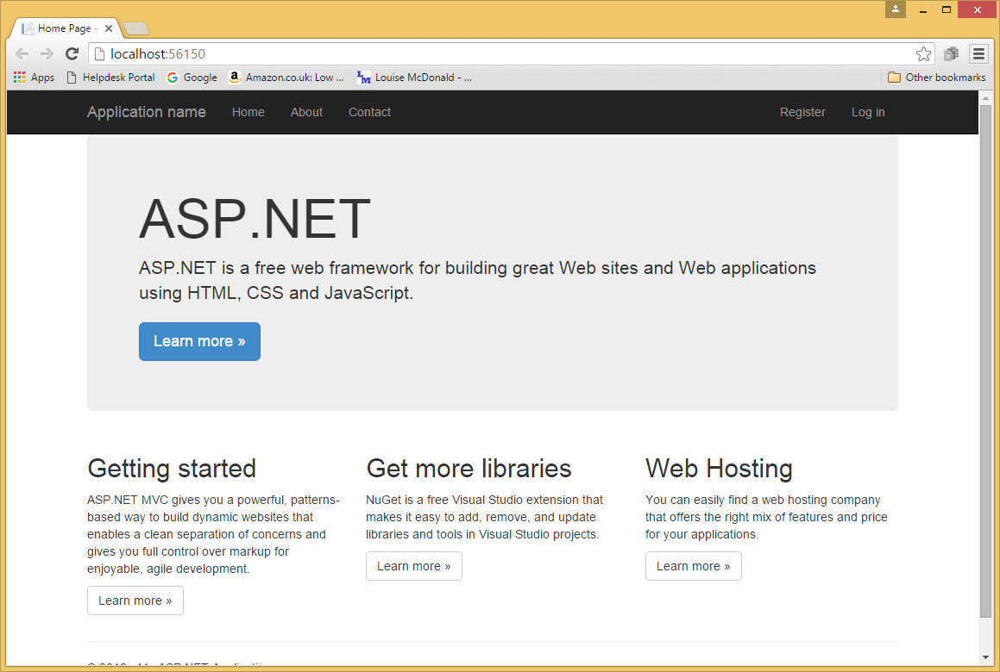 Home Page -
localhost:56150
Apps Helpdesk Portal Google Amazon.co.uk: Low ... Louise McDonald - ... Other bookmarks
Application name Home About Contact Register Log in
ASP.NET
ASP.NET is a free web framework for building great Web sites and Web applications
using HTML, CSS and JavaScript.
Learn more »
Getting started
ASP.NET MVC gives you a powerful, patterns-
based way to build dynamic websites that
enables a clean separation of concerns and
gives you full control over markup for
enjoyable, agile development.
Learn more »
Get more libraries
NuGet is a free Visual Studio extension that
makes it easy to add, remove, and update
libraries and tools in Visual Studio projects.
Learn more »
Web Hosting
You can easily find a web hosting company
that offers the right mix of features and price
for your applications.
Learn more »
My ASP.NET Application